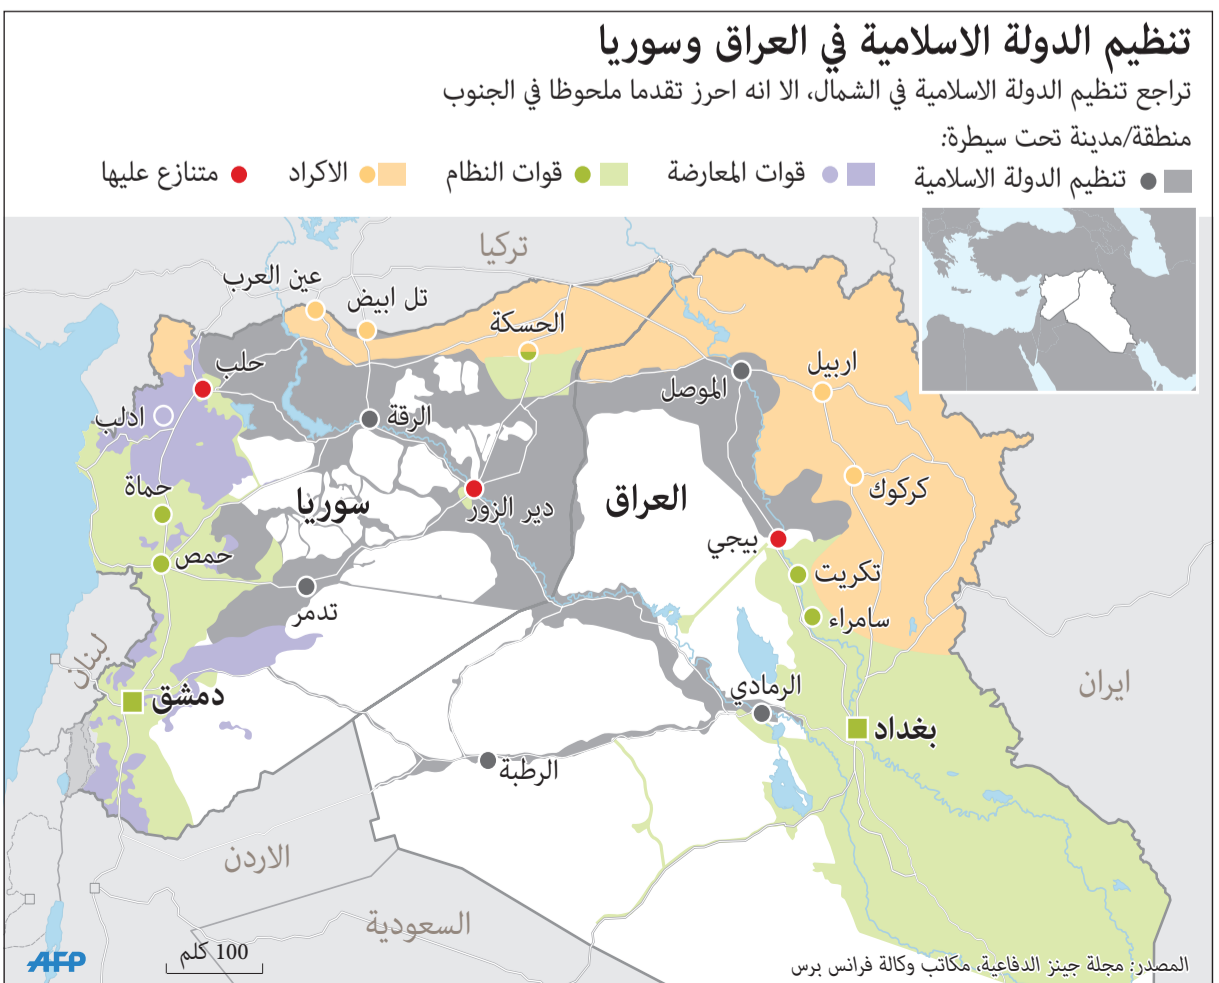 تنظيم الدولة الاسلامية في العراق وسوريا
تراجع تنظيم الدولة الاسلامية في الشمال، الا انه احرز تقدما ملحوظا في الجنوب
منطقة/مدينة تحت سيطرة:
تنظيم الدولة الاسلامية
قوات المعارضة
قوات النظام
الاكراد
متنازع عليها
تركيا
عين العرب
تل ابيض
الحسكة
حلب
الموصل
اربيل
ادلب
الرقة
حماة
سوريا
دير الزور
العراق
كركوك
حمص
بيجي
تدمر
تكريت
سامراء
لبنان
دمشق
الرمادي
بغداد
ايران
الرطبة
الاردن
السعودية
100 كلم
AFP
المصدر: مجلة جينز الدفاعية، مكاتب وكالة فرانس برس